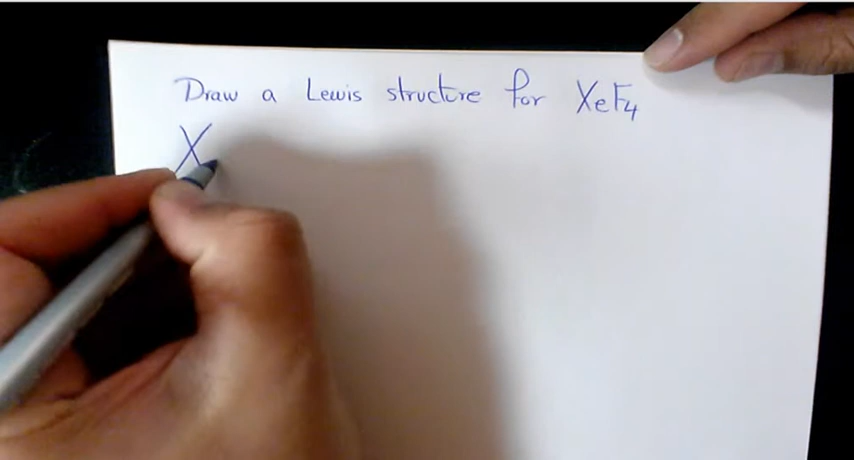 Draw a Lewis structure for XeF₄
X